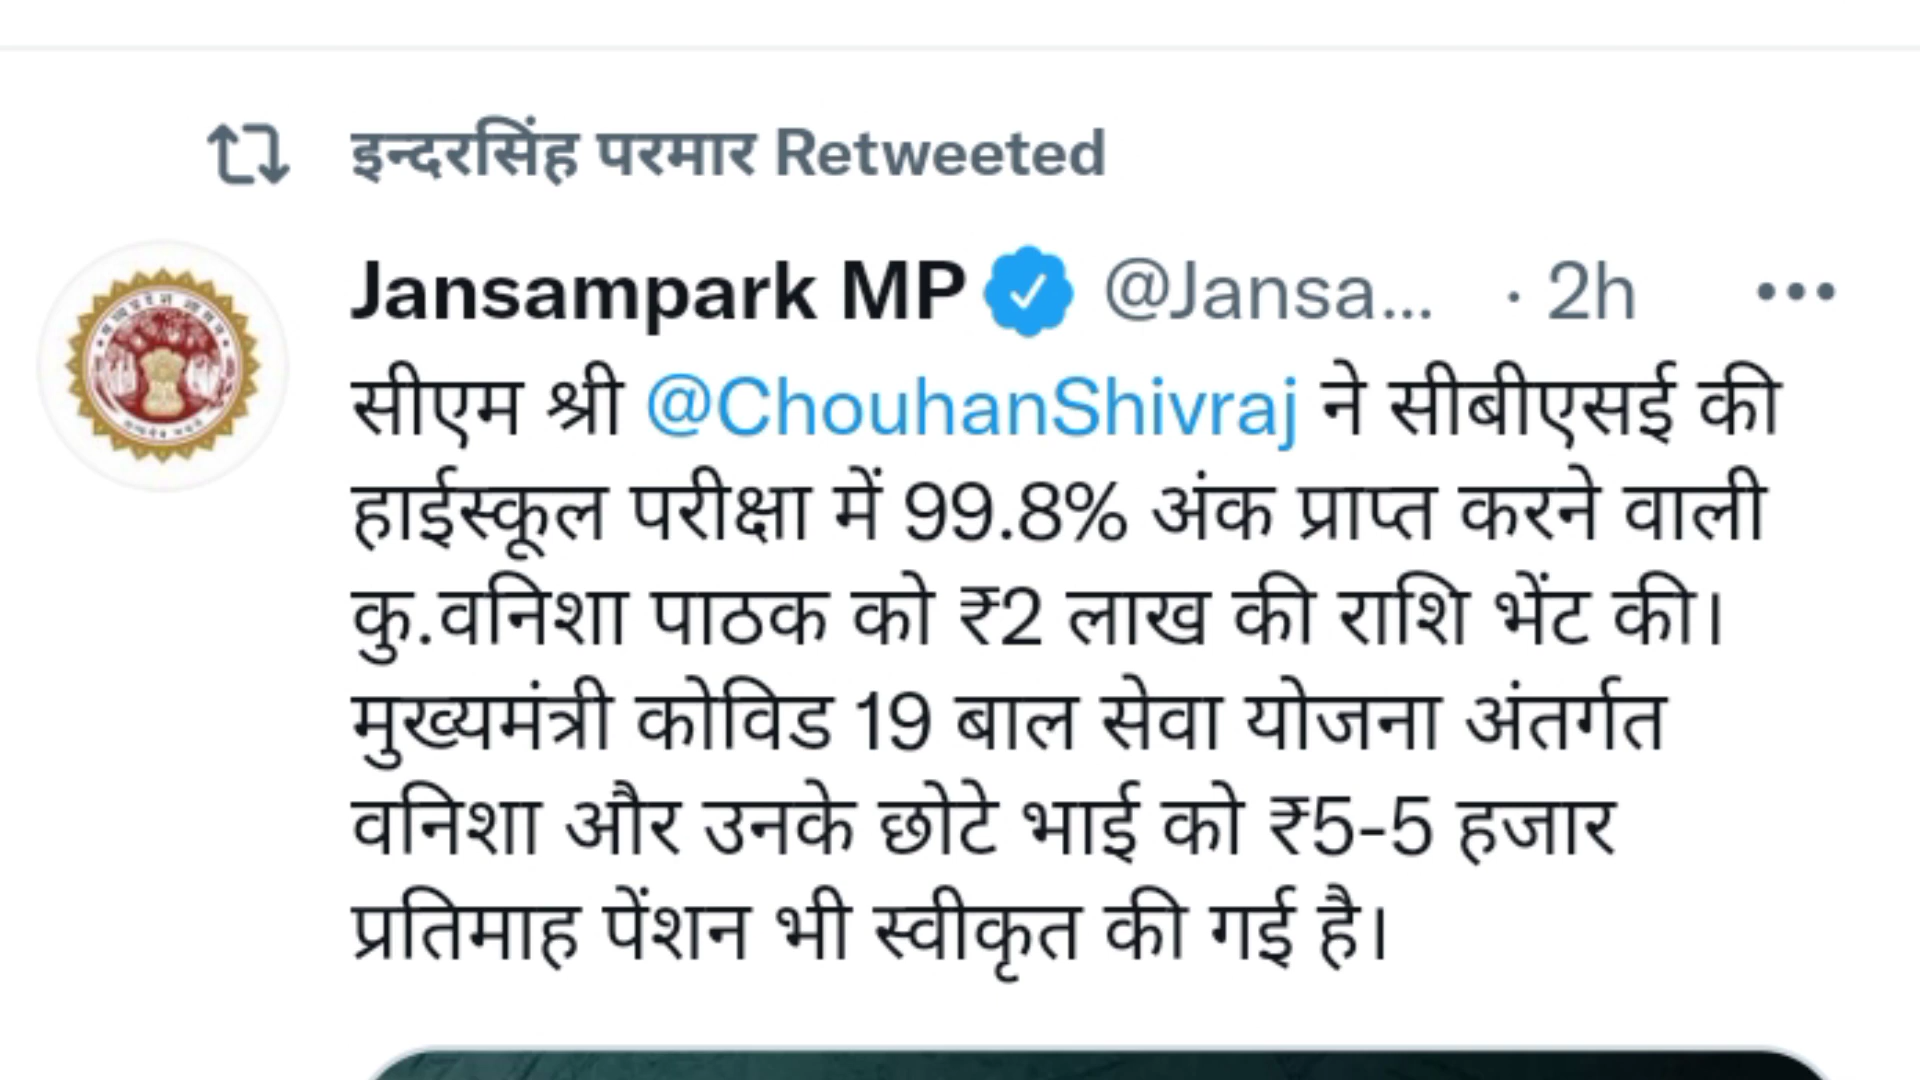 इन्दरसिंह परमार Retweeted
Jansampark MP @Jansa... · 2h
सीएम श्री @ChouhanShivraj ने सीबीएसई की
हाईस्कूल परीक्षा में 99.8% अंक प्राप्त करने वाली
कु.वनिशा पाठक को ₹2 लाख की राशि भेंट की।
मुख्यमंत्री कोविड 19 बाल सेवा योजना अंतर्गत
वनिशा और उनके छोटे भाई को ₹5-5 हजार
प्रतिमाह पेंशन भी स्वीकृत की गई है।